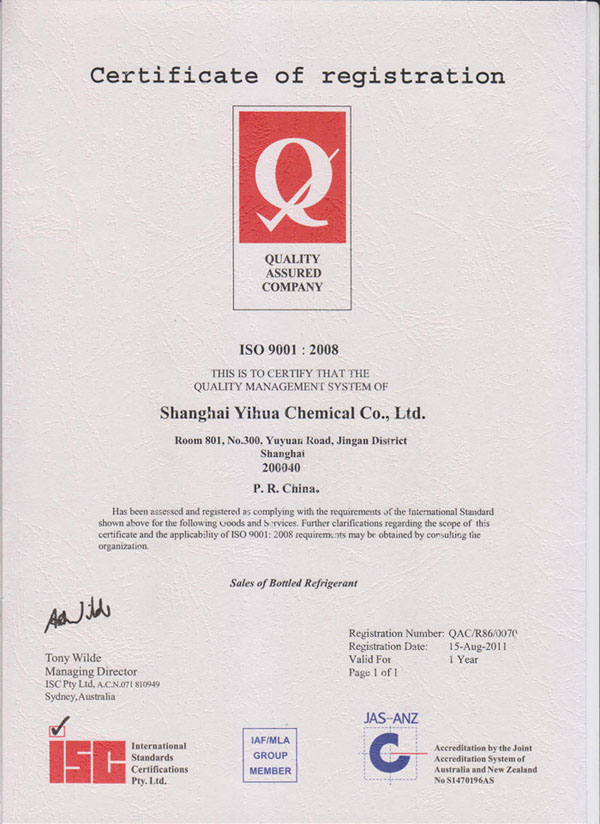 Certificate of registration
QUALITY
ASSURED
COMPANY
ISO 9001 : 2008
THIS IS TO CERTIFY THAT THE
QUALITY MANAGEMENT SYSTEM OF
Shanghai Yihua Chemical Co., Ltd.
Room 801, No.300, Yuyuan Road, Jingan District
Shanghai
200040
P. R. China。
Has been assessed and registered as complying with the requirements of the International Standard
shown above for the following Goods and Services. Further clarifications regarding the scope of this
certificate and the applicability of ISO 9001: 2008 requirements may be obtained by consulting the
organization.
Sales of Bottled Refrigerant
Tony Wilde
Managing Director
ISC Pty Ltd, A.C.N.071 810949
Sydney,Australia
Registration Number: QAC/R86/0070
Registration Date: 15-Aug-2011
Valid For 1 Year
Page 1 of 1
ISC
International
Standards
Certifications
Pty. Ltd.
IAF/MLA
GROUP
MEMBER
JAS-ANZ
Accreditation by the Joint
Accreditation System of
Australia and New Zealand
No S1470196AS